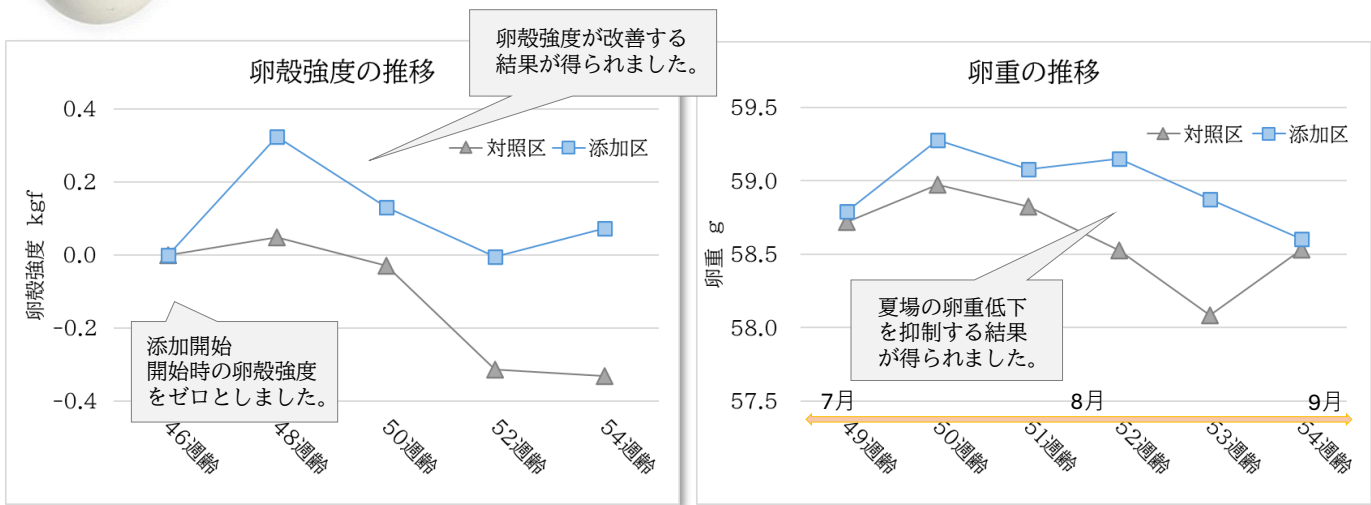 卵殻強度が改善する
結果が得られました。
卵殻強度の推移
対照区 添加区
卵殻強度 kgf
0.4
0.2
0.0
-0.2
-0.4
添加開始
開始時の卵殻強度
をゼロとしました。
46週齢 48週齢 50週齢 52週齢 54週齢
卵重の推移
対照区 添加区
卵重 g
59.5
59.0
58.5
58.0
57.5
夏場の卵重低下
を抑制する結果
が得られました。
7月 8月 9月
49週齢 50週齢 51週齢 52週齢 53週齢 54週齢